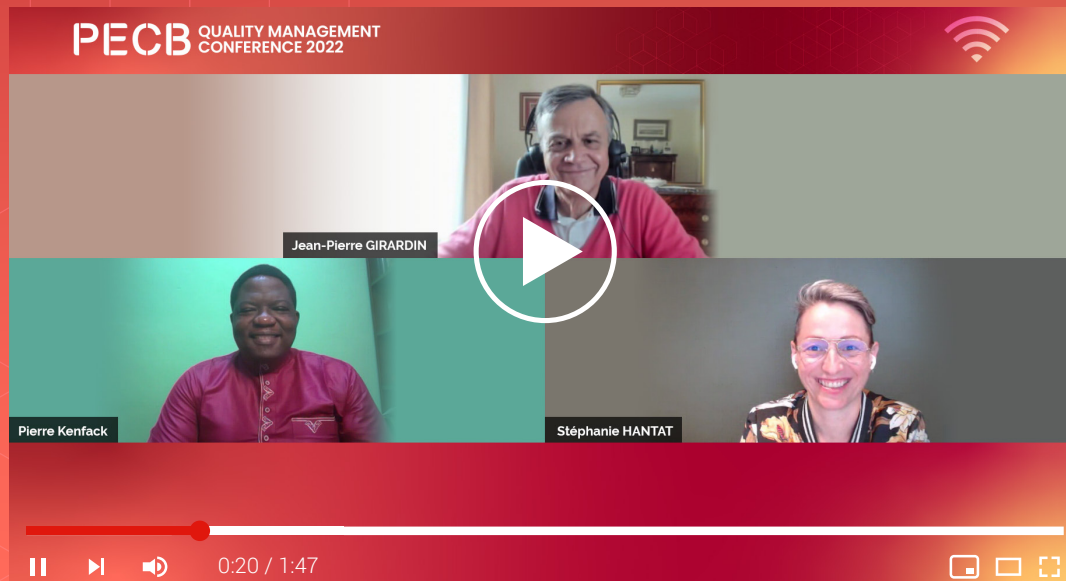 PECB QUALITY MANAGEMENT
CONFERENCE 2022
Jean-Pierre GIRARDIN
Pierre Kenfack
Stéphanie HANTAT
0:20 / 1:47